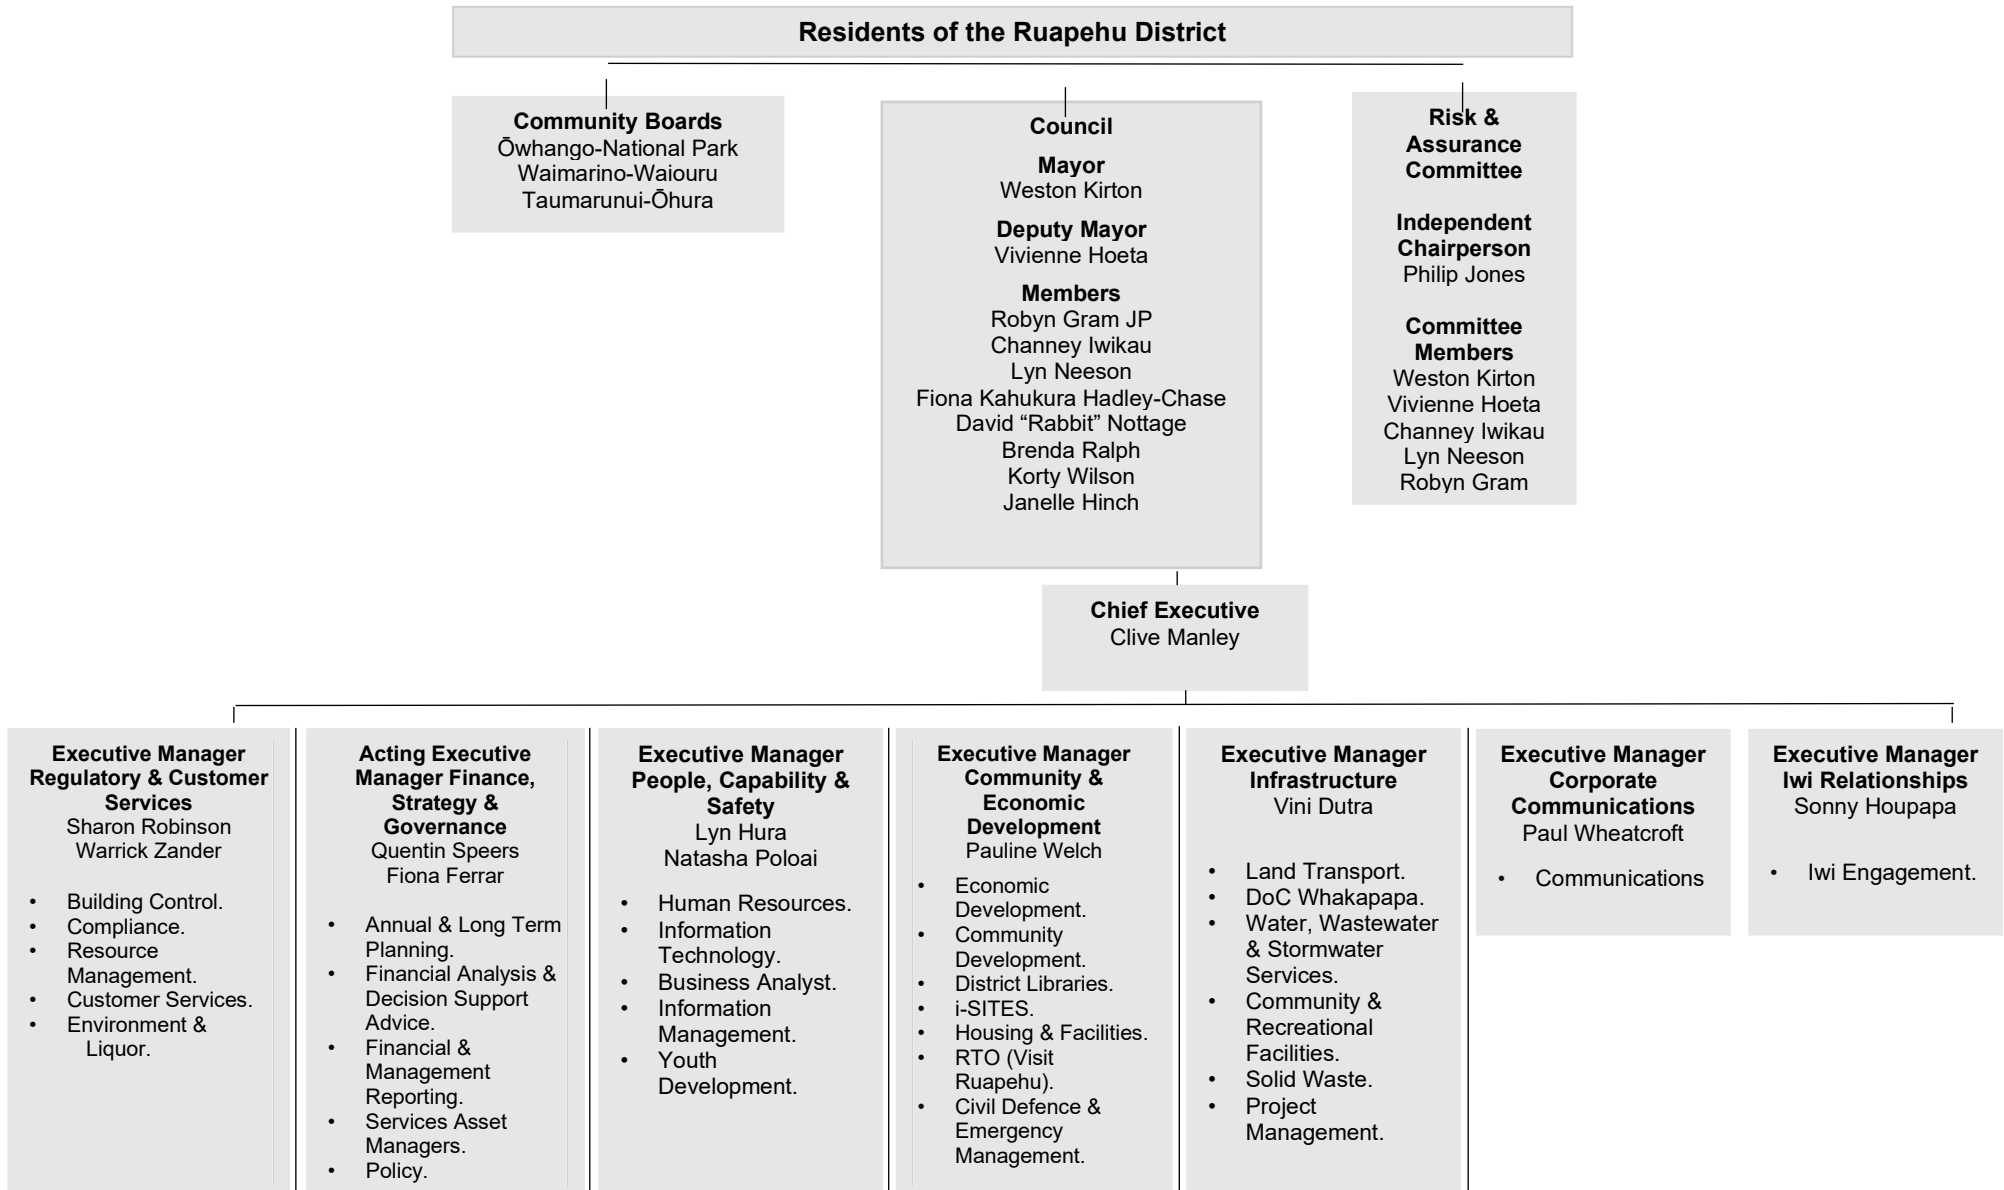 Residents of the Ruapehu District
Community Boards
Ōwhango-National Park
Waimarino-Waiouru
Taumarunui-Ōhura
Council
Mayor
Weston Kirton
Deputy Mayor
Vivienne Hoeta
Members
Robyn Gram JP
Channey Iwikau
Lyn Neeson
Fiona Kahukura Hadley-Chase
David “Rabbit” Nottage
Brenda Ralph
Korty Wilson
Janelle Hinch
Risk &
Assurance
Committee
Independent
Chairperson
Philip Jones
Committee
Members
Weston Kirton
Vivienne Hoeta
Channey Iwikau
Lyn Neeson
Robyn Gram
Chief Executive
Clive Manley
Executive Manager
Regulatory & Customer
Services
Sharon Robinson
Warrick Zander
• Building Control.
• Compliance.
• Resource
Management.
• Customer Services.
• Environment &
Liquor.
Acting Executive
Manager Finance,
Strategy &
Governance
Quentin Speers
Fiona Ferrar
• Annual & Long Term
Planning.
• Financial Analysis &
Decision Support
Advice.
• Financial &
Management
Reporting.
• Services Asset
Managers.
• Policy.
Executive Manager
People, Capability &
Safety
Lyn Hura
Natasha Poloai
• Human Resources.
• Information
Technology.
• Business Analyst.
• Information
Management.
• Youth
Development.
Executive Manager
Community &
Economic
Development
Pauline Welch
• Economic
Development.
• Community
Development.
• District Libraries.
• i-SITES.
• Housing & Facilities.
• RTO (Visit
Ruapehu).
• Civil Defence &
Emergency
Management.
Executive Manager
Infrastructure
Vini Dutra
• Land Transport.
• DoC Whakapapa.
• Water, Wastewater
& Stormwater
Services.
• Community &
Recreational
Facilities.
• Solid Waste.
• Project
Management.
Executive Manager
Corporate
Communications
Paul Wheatcroft
• Communications
Executive Manager
Iwi Relationships
Sonny Houpapa
• Iwi Engagement.